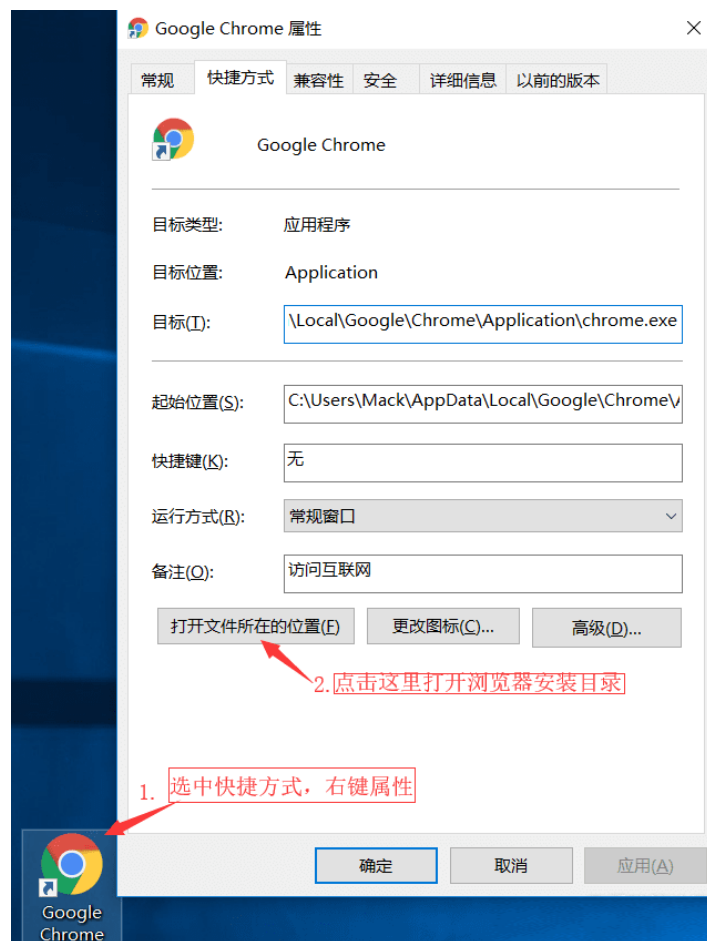 Google Chrome 属性
常规 快捷方式 兼容性 安全 详细信息 以前的版本
Google Chrome
目标类型: 应用程序
目标位置: Application
目标(T): \Local\Google\Chrome\Application\chrome.exe
起始位置(S): C:\Users\Mack\AppData\Local\Google\Chrome\A
快捷键(K): 无
运行方式(R): 常规窗口
备注(O): 访问互联网
打开文件所在的位置(F) 更改图标(C)... 高级(D)...
2.点击这里打开浏览器安装目录
1. 选中快捷方式，右键属性
确定 取消 应用(A)
Google
Chrome